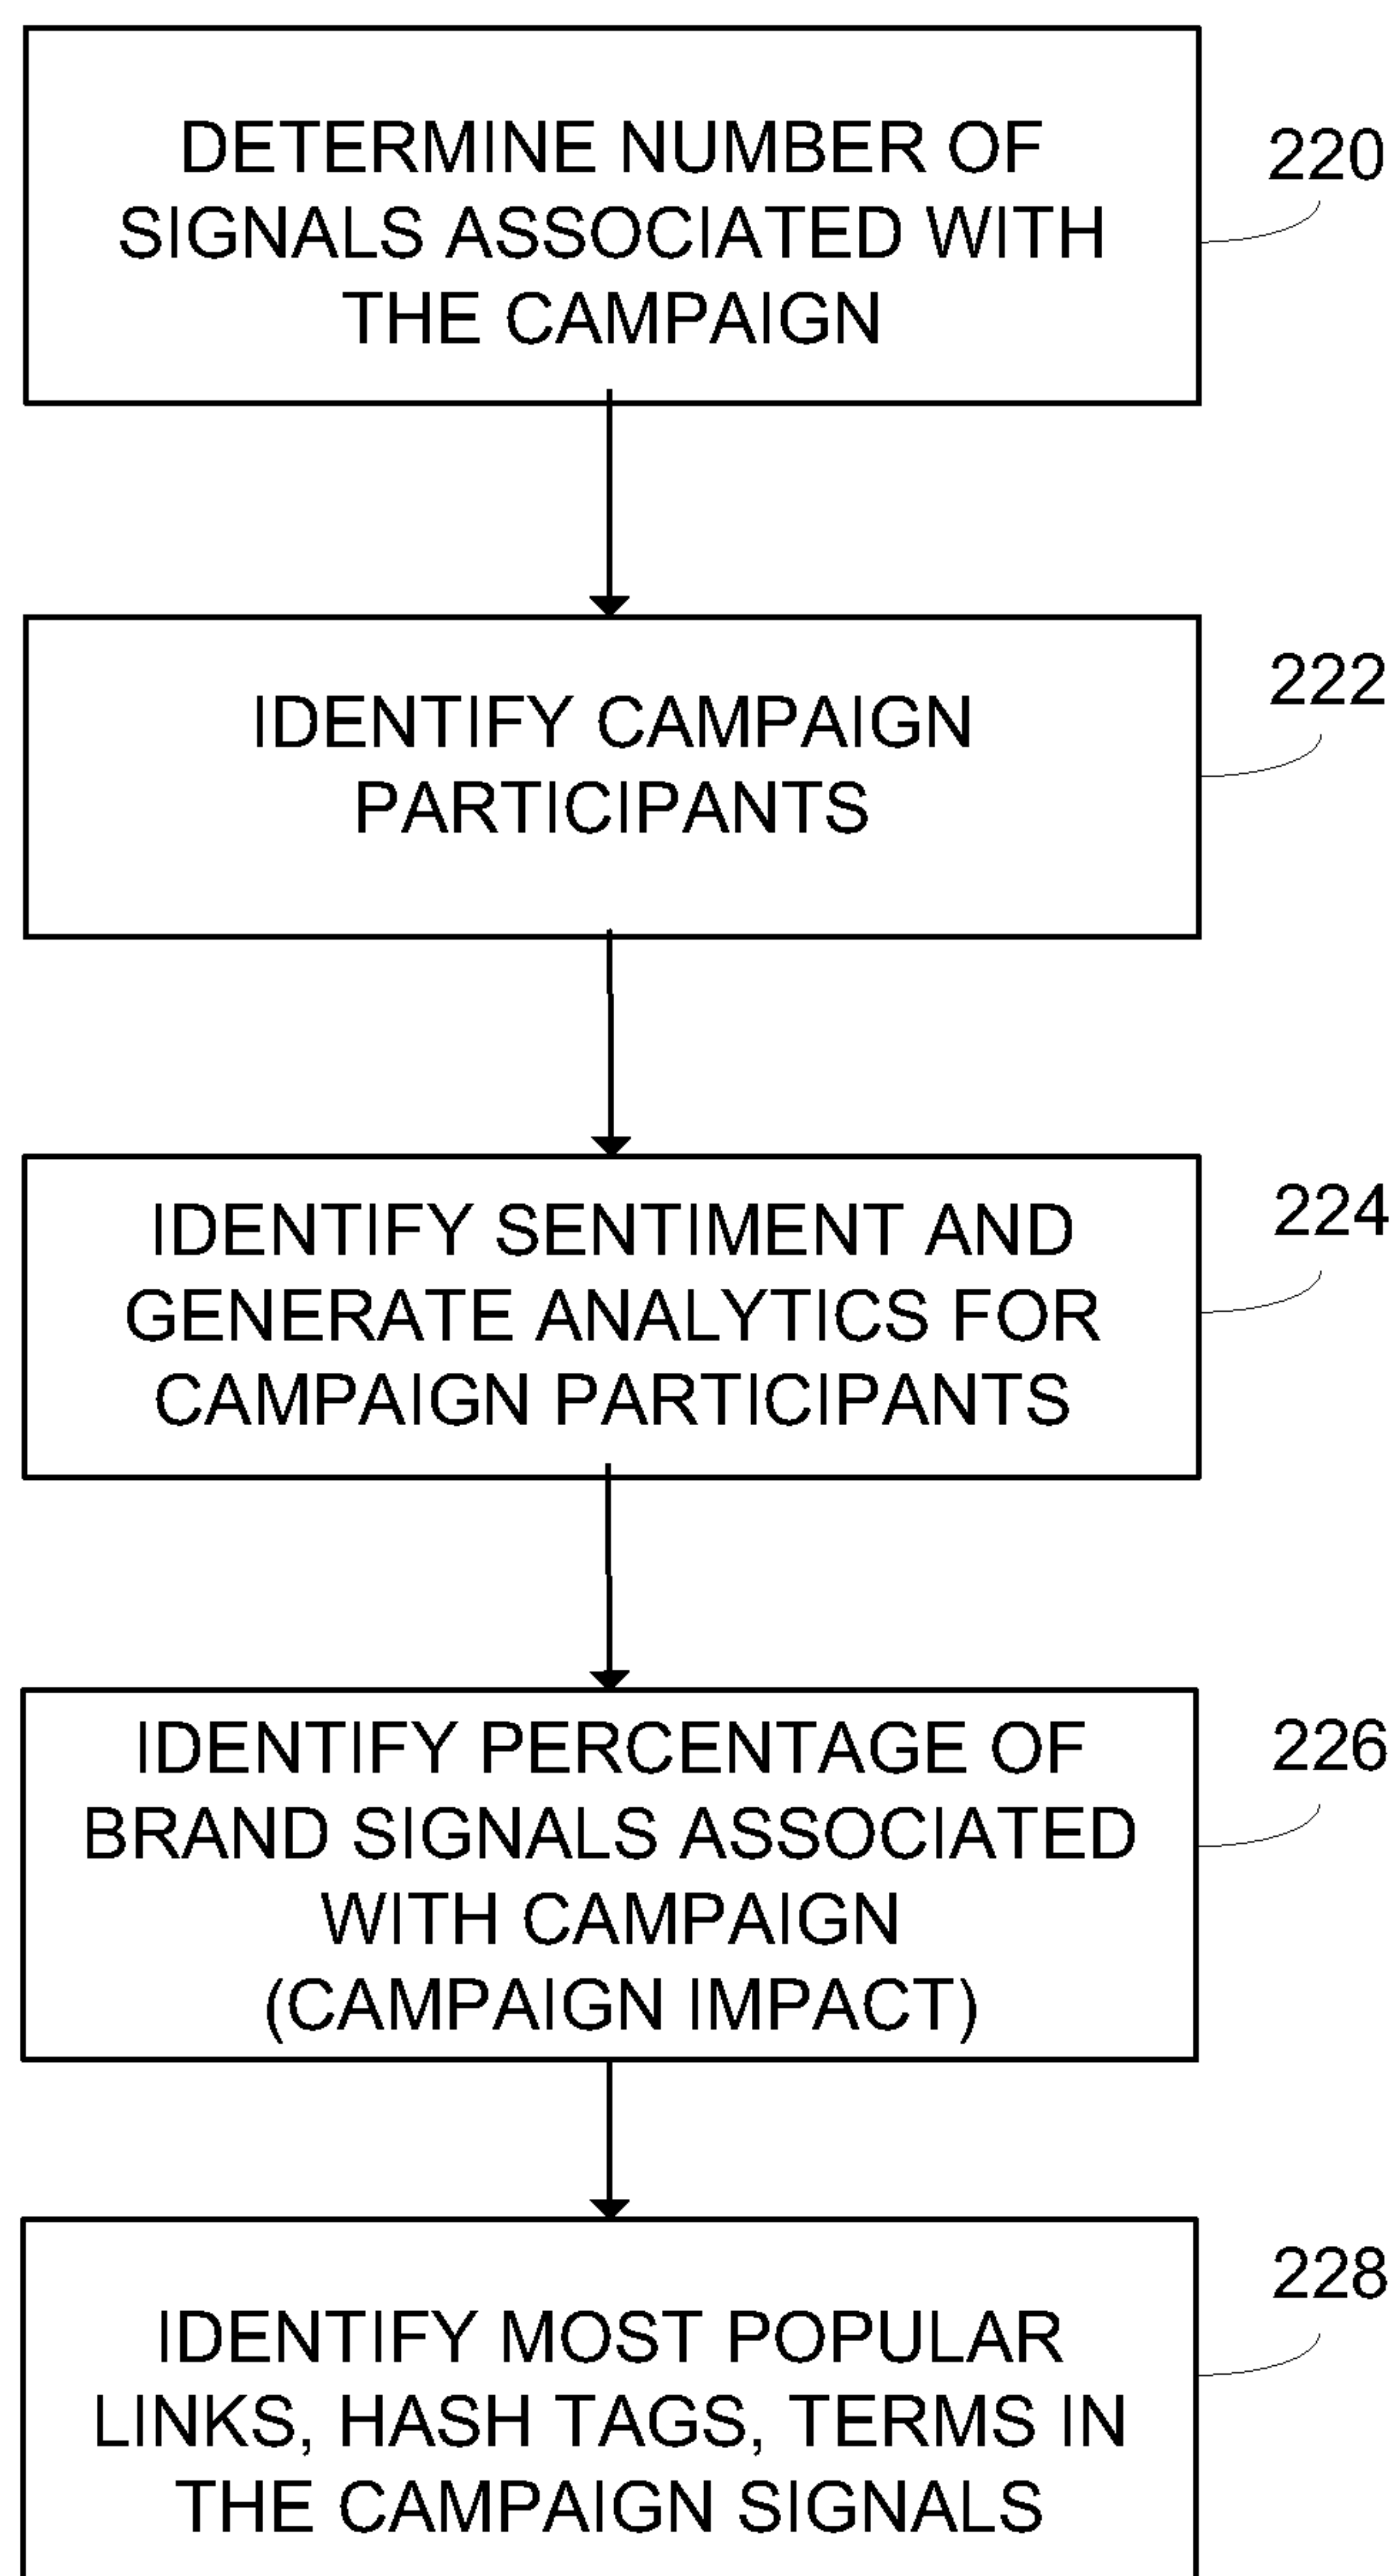 DETERMINE NUMBER OF
SIGNALS ASSOCIATED WITH
THE CAMPAIGN
220
IDENTIFY CAMPAIGN
PARTICIPANTS
222
IDENTIFY SENTIMENT AND
GENERATE ANALYTICS FOR
CAMPAIGN PARTICIPANTS
224
IDENTIFY PERCENTAGE OF
BRAND SIGNALS ASSOCIATED
WITH CAMPAIGN
(CAMPAIGN IMPACT)
226
IDENTIFY MOST POPULAR
LINKS, HASH TAGS, TERMS IN
THE CAMPAIGN SIGNALS
228